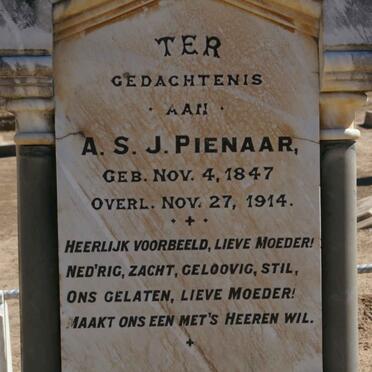 TER
GEDACHTENIS
· AAN ·
A. S. J. PIENAAR,
GEB. NOV. 4, 1847
OVERL. NOV. 27, 1914.
HEERLIJK VOORBEELD, LIEVE MOEDER!
NED'RIG, ZACHT, GELOOVIG, STIL,
ONS GELATEN, LIEVE MOEDER!
MAAKT ONS EEN MET'S HEEREN WIL.